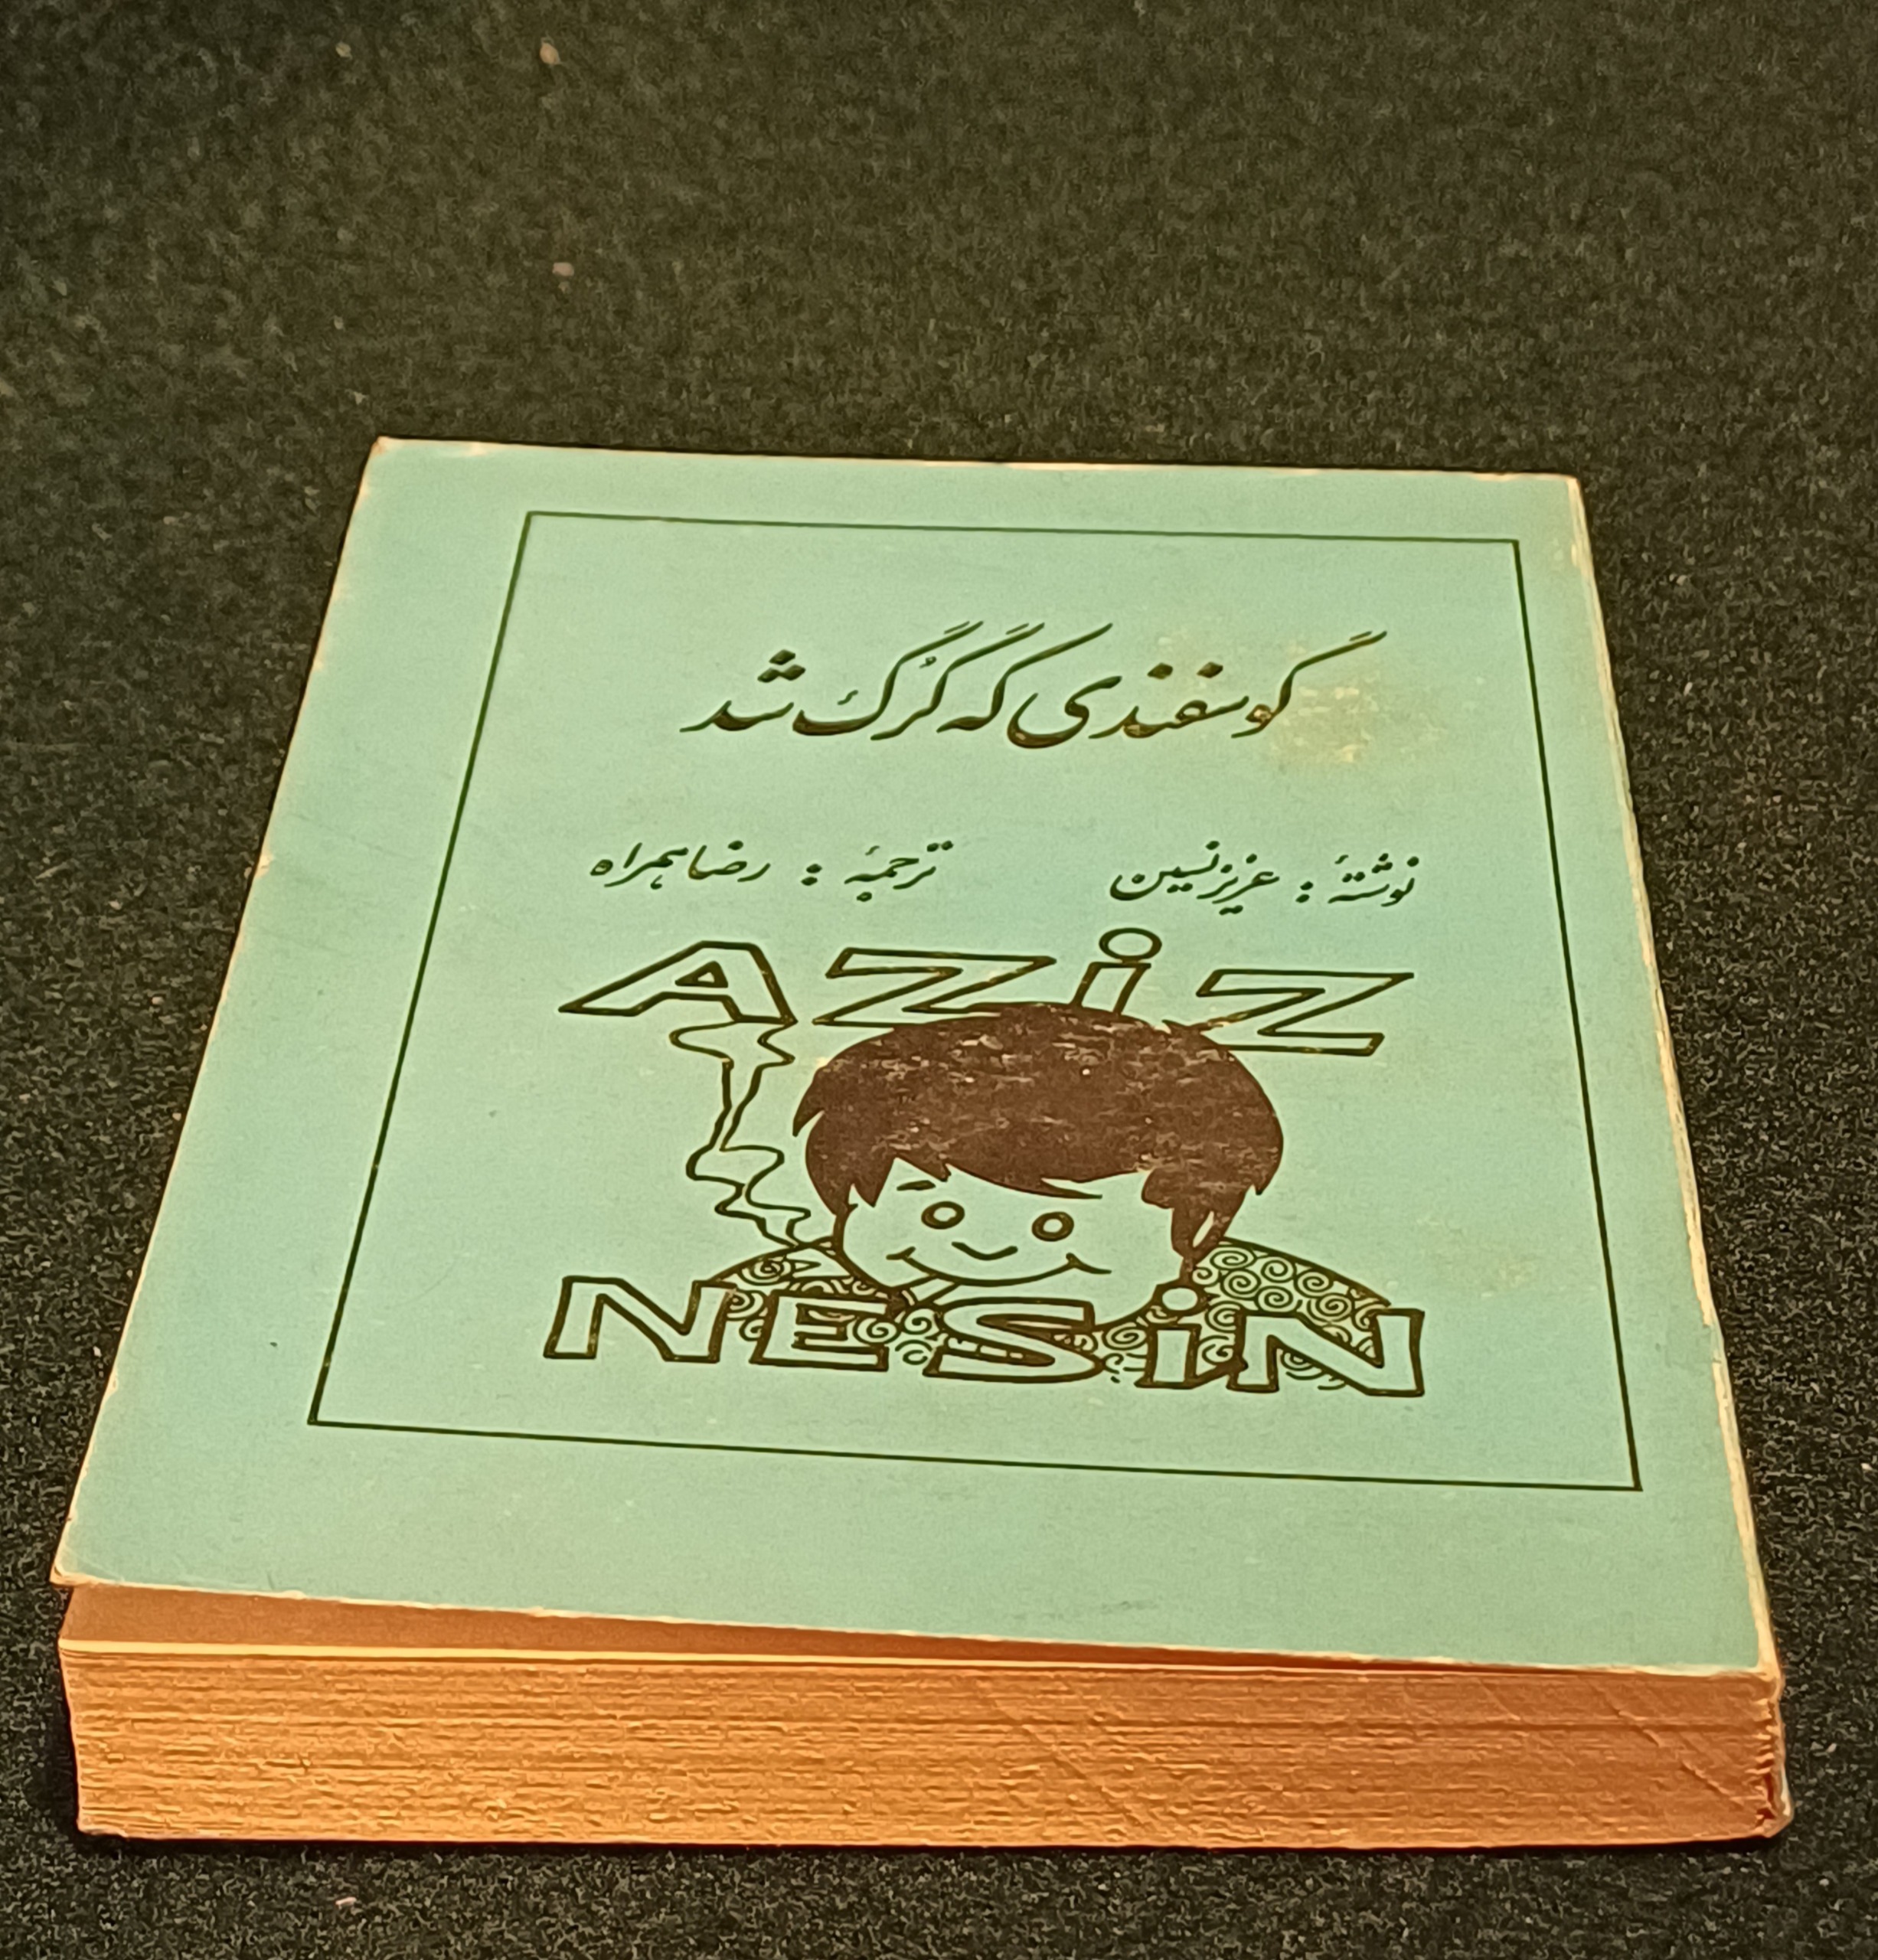 گوسفندی که گرگ شد
نوشتهٔ : عزیز نسین ترجمهٔ : رضا همراه
AZiZ
NESiN